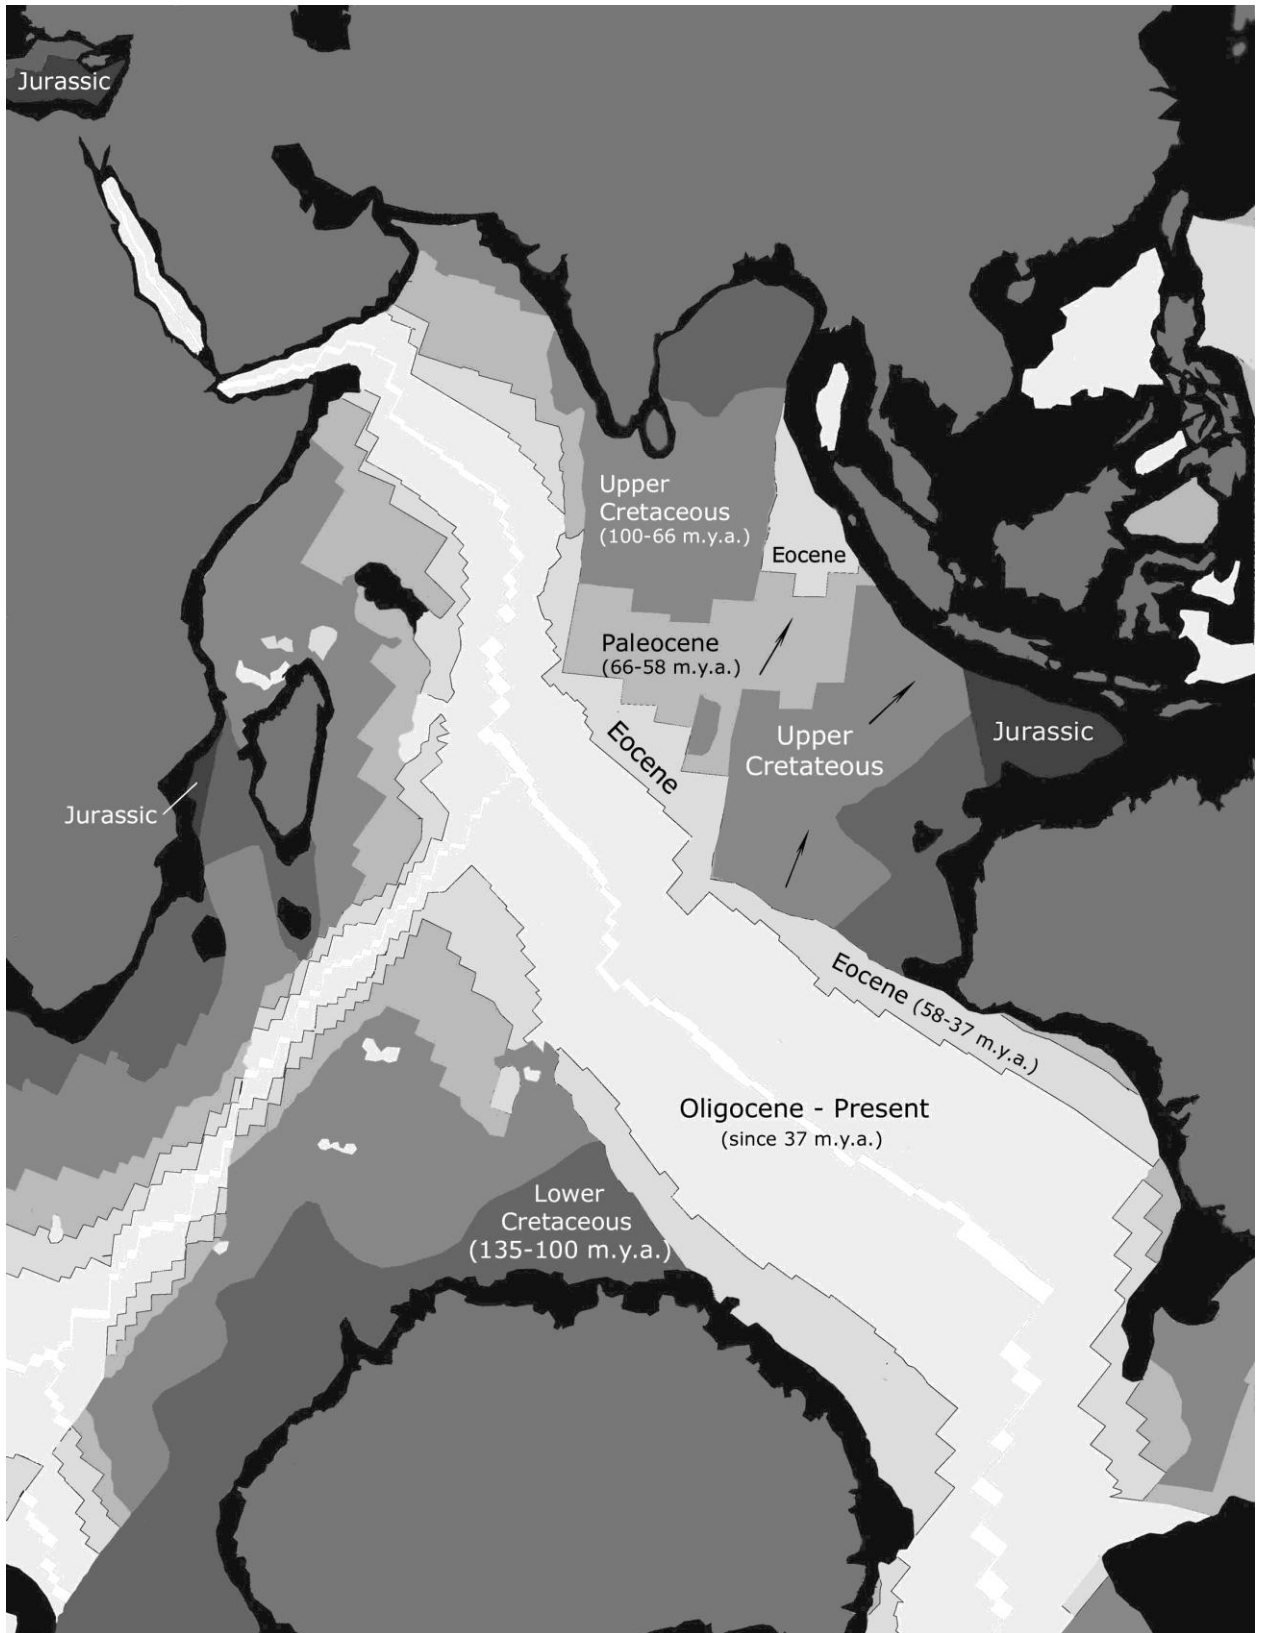 Jurassic
Upper
Cretaceous
(100-66 m.y.a.)
Eocene
Paleocene
(66-58 m.y.a.)
Eocene
Upper
Cretateous
Jurassic
Jurassic
Eocene (58-37 m.y.a.)
Oligocene - Present
(since 37 m.y.a.)
Lower
Cretaceous
(135-100 m.y.a.)